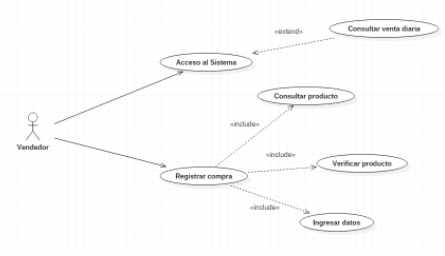 Consultar venta diaria
«extend»
Acceso al Sistema
Consultar producto
«include»
Vendedor
«include»
Verificar producto
Registrar compra
«include»
Ingresar datos